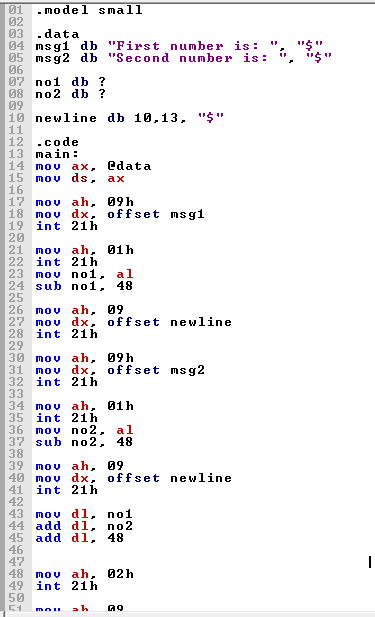 01 .model small
02
03 .data
04 msg1 db "First number is: ", "$"
05 msg2 db "Second number is: ", "$"
06
07 no1 db ?
08 no2 db ?
09
10 newline db 10,13, "$"
11
12 .code
13 main:
14 mov ax, @data
15 mov ds, ax
16
17 mov ah, 09h
18 mov dx, offset msg1
19 int 21h
20
21 mov ah, 01h
22 int 21h
23 mov no1, al
24 sub no1, 48
25
26 mov ah, 09
27 mov dx, offset newline
28 int 21h
29
30 mov ah, 09h
31 mov dx, offset msg2
32 int 21h
33
34 mov ah, 01h
35 int 21h
36 mov no2, al
37 sub no2, 48
38
39 mov ah, 09
40 mov dx, offset newline
41 int 21h
42
43 mov dl, no1
44 add dl, no2
45 add dl, 48
46
47
48 mov ah, 02h
49 int 21h
50
51 mov ah, 09